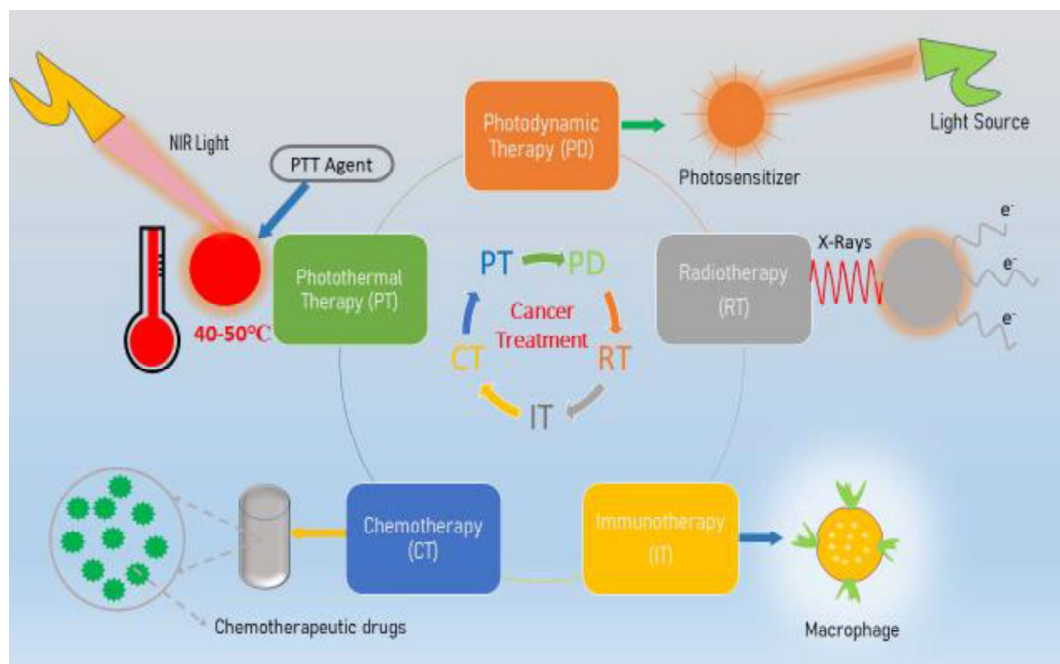 Photodynamic
Therapy (PD)
Photosensitizer
Light Source
NIR Light
PTT Agent
40-50℃
Photothermal
Therapy (PT)
PT
PD
Cancer
Treatment
CT
RT
IT
Radiotherapy
(RT)
X-Rays
e-
e-
e-
Chemotherapy
(CT)
Chemotherapeutic drugs
Immunotherapy
(IT)
Macrophage